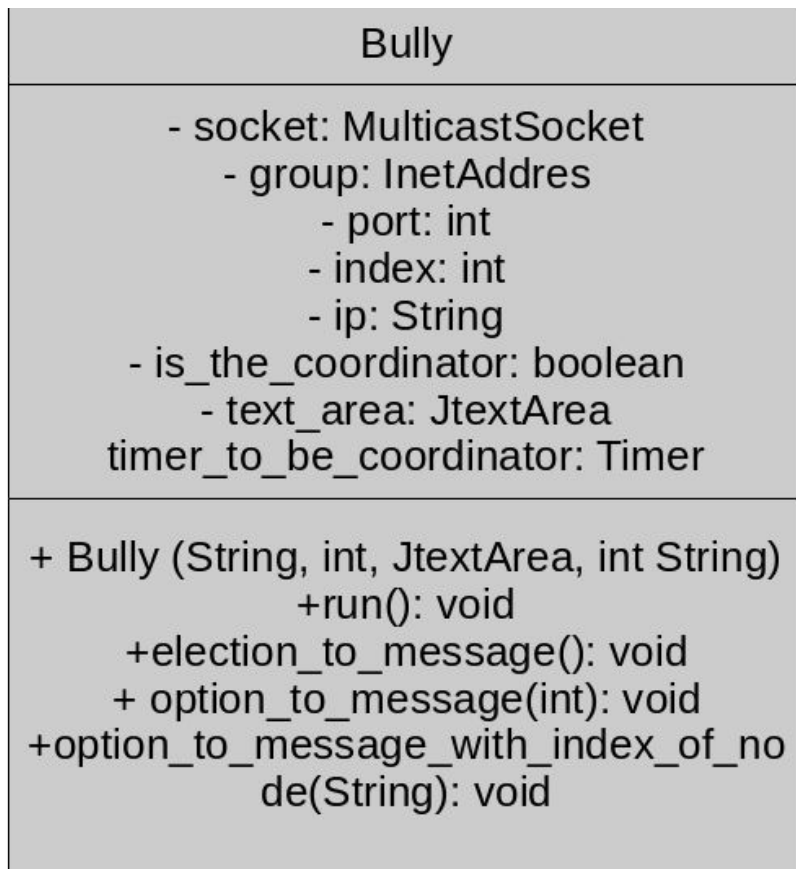 Bully
- socket: MulticastSocket
- group: InetAddres
- port: int
- index: int
- ip: String
- is_the_coordinator: boolean
- text_area: JtextArea
timer_to_be_coordinator: Timer
+ Bully (String, int, JtextArea, int String)
+run(): void
+election_to_message(): void
+ option_to_message(int): void
+option_to_message_with_index_of_no
de(String): void